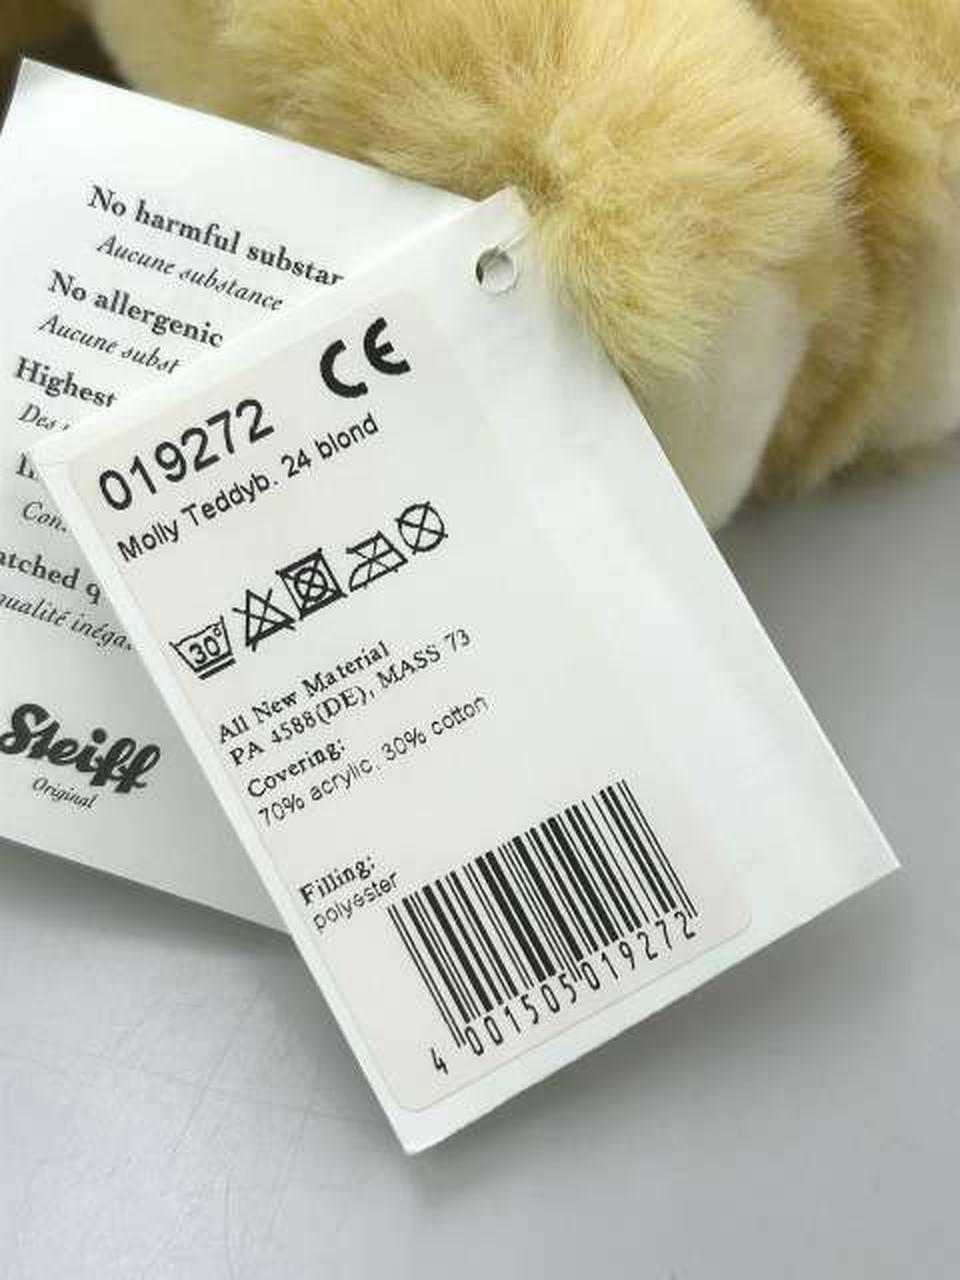 No harmful substan
Aucune substance
No allergenic
Aucune subst
Highest
Des
Con
atched q
qualité inéga
Steiff
Original
CE
019272
Molly Teddyb. 24 blond
30°
All New Material
PA 4588(DE), MASS 73
Covering:
70% acrylic, 30% cotton
Filling:
polyester
4 001505 019272